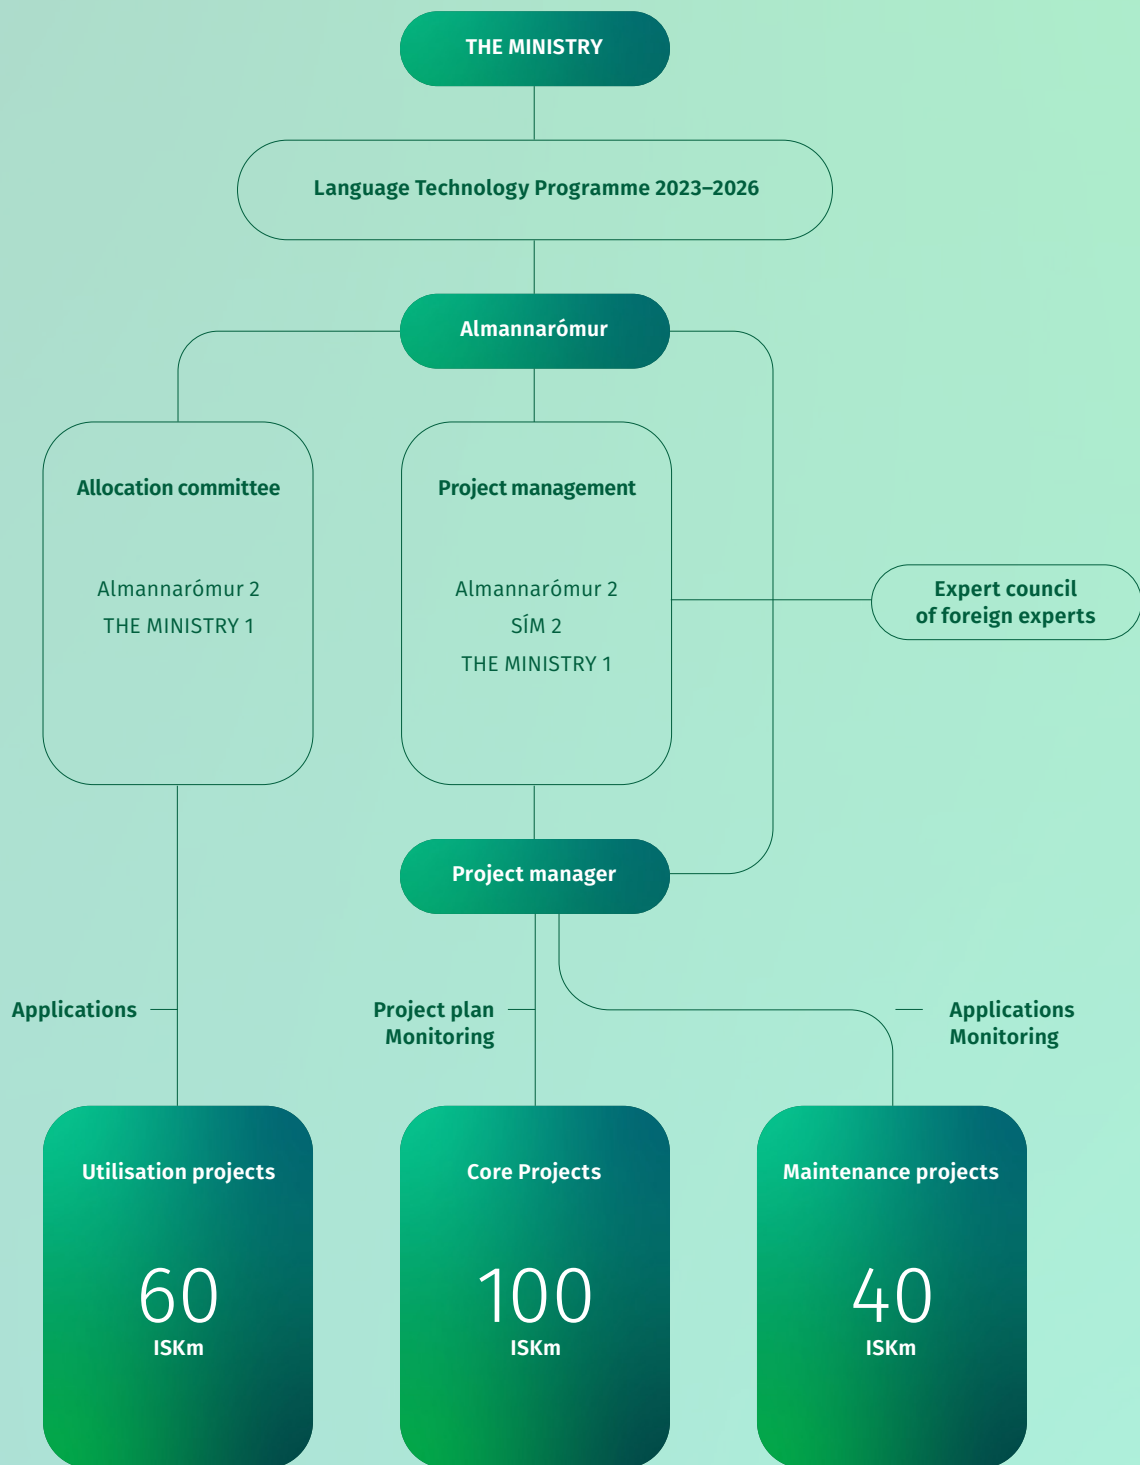 THE MINISTRY
Language Technology Programme 2023–2026
Almannarómur
Allocation committee
Almannarómur 2
THE MINISTRY 1
Project management
Almannarómur 2
SÍM 2
THE MINISTRY 1
Expert council
of foreign experts
Project manager
Applications
Project plan
Monitoring
Applications
Monitoring
Utilisation projects
60
ISKm
Core Projects
100
ISKm
Maintenance projects
40
ISKm